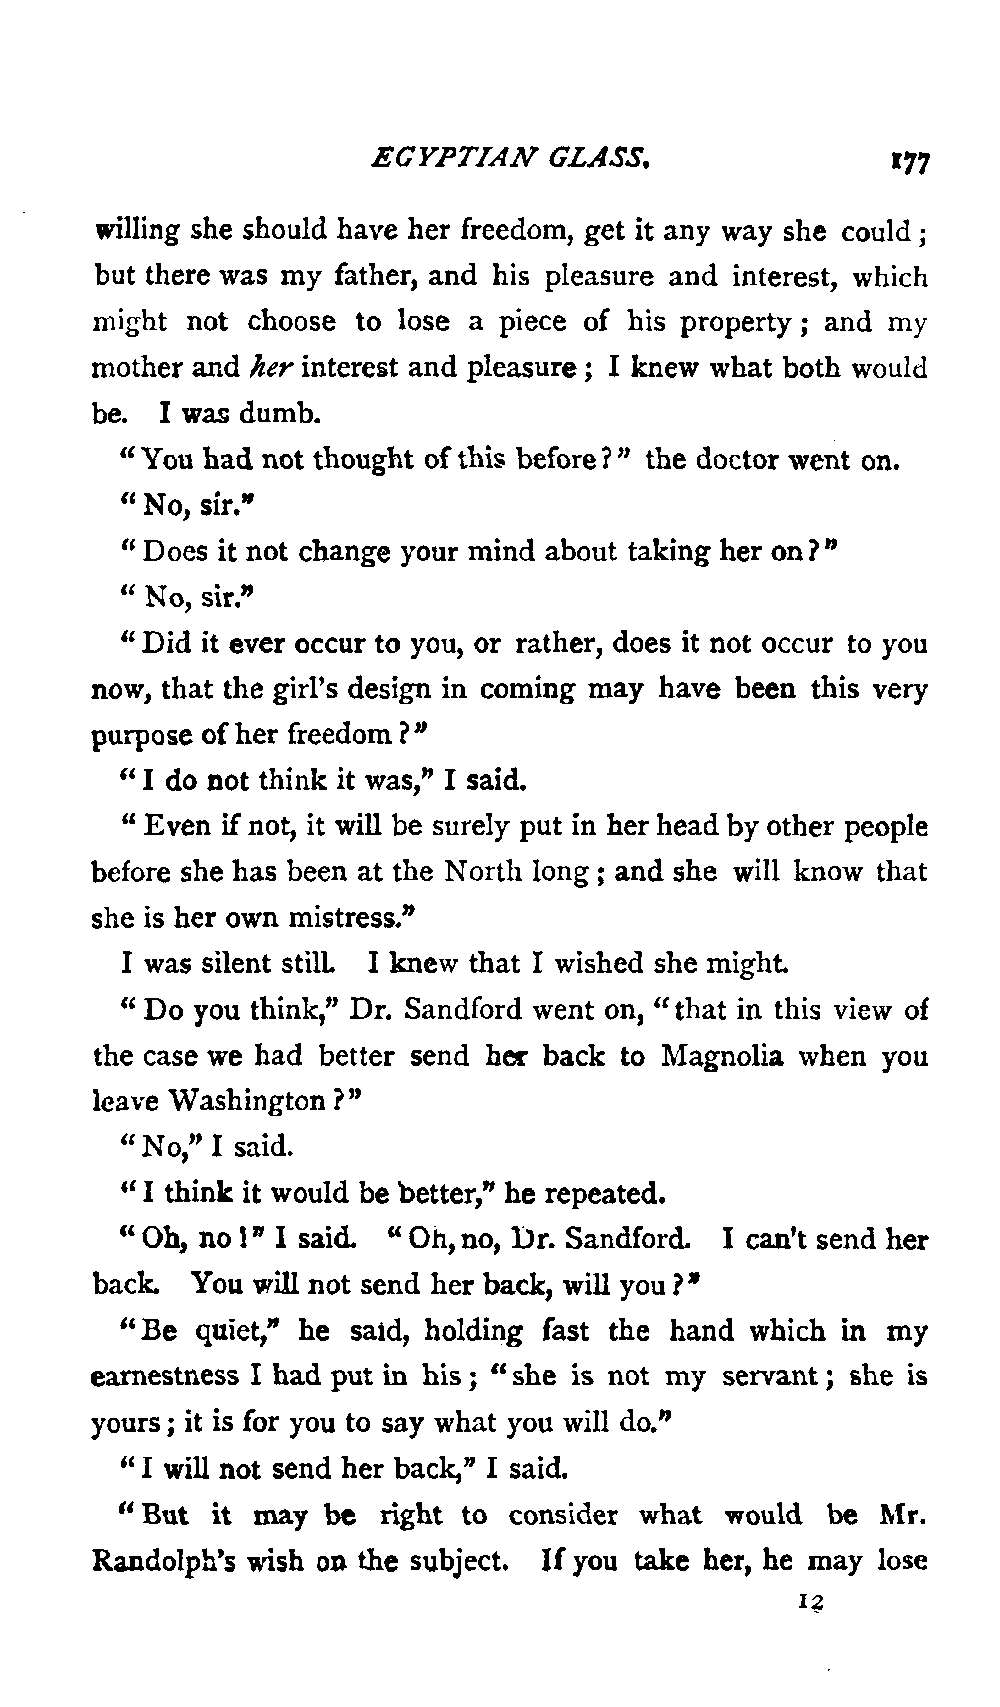 EGYPTIAN GLASS. 177
willing she should have her freedom, get it any way she could ;
but there was my father, and his pleasure and interest, which
might not choose to lose a piece of his property ; and my
mother and her interest and pleasure ; I knew what both would
be. I was dumb.
“You had not thought of this before?” the doctor went on.
“No, sir.”
“Does it not change your mind about taking her on?”
“No, sir.”
“Did it ever occur to you, or rather, does it not occur to you
now, that the girl’s design in coming may have been this very
purpose of her freedom?”
“I do not think it was,” I said.
“Even if not, it will be surely put in her head by other people
before she has been at the North long ; and she will know that
she is her own mistress.”
I was silent still. I knew that I wished she might.
“Do you think,” Dr. Sandford went on, “that in this view of
the case we had better send her back to Magnolia when you
leave Washington?”
“No,” I said.
“I think it would be better,” he repeated.
“Oh, no!” I said. “Oh, no, Dr. Sandford. I can’t send her
back. You will not send her back, will you?”
“Be quiet,” he said, holding fast the hand which in my
earnestness I had put in his ; “she is not my servant ; she is
yours ; it is for you to say what you will do.”
“I will not send her back,” I said.
“But it may be right to consider what would be Mr.
Randolph’s wish on the subject. If you take her, he may lose
12